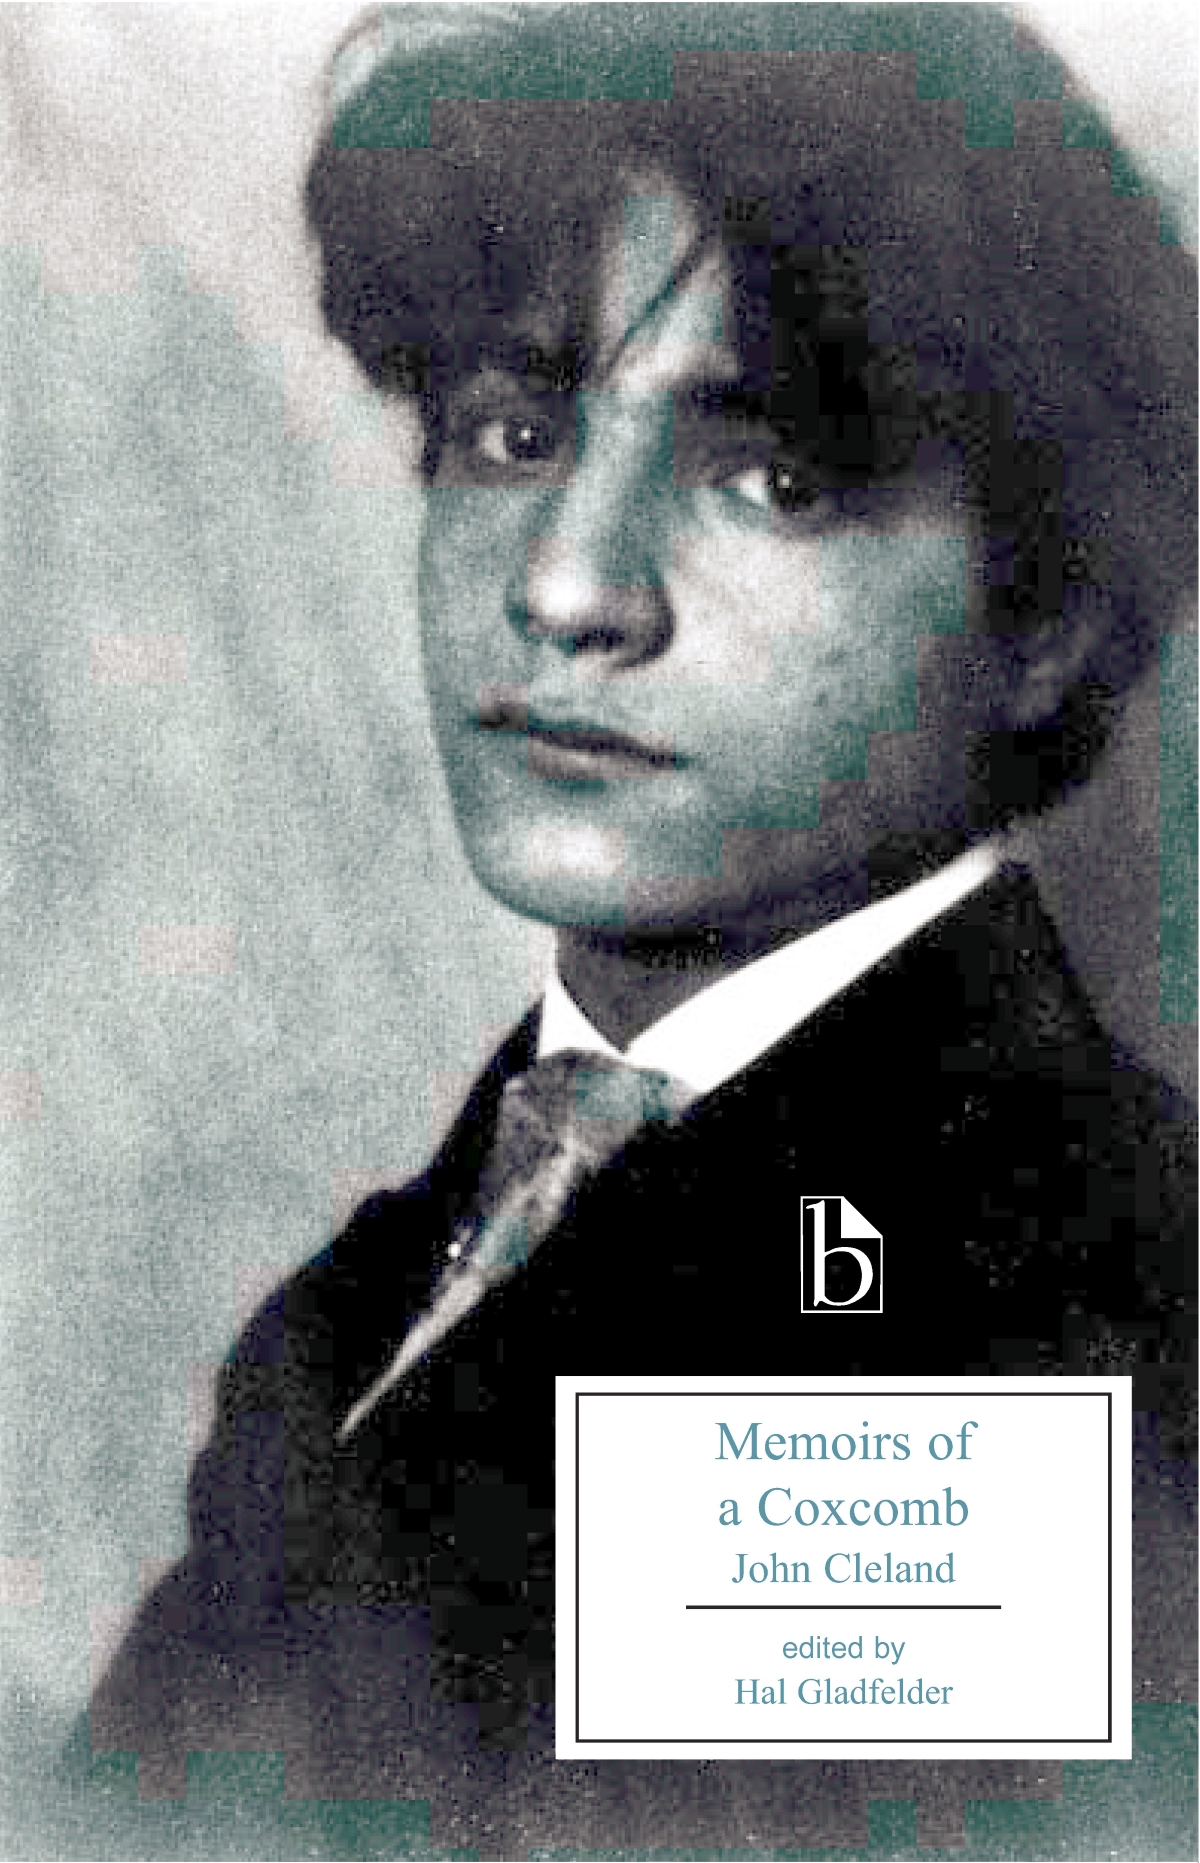 b
Memoirs of
a Coxcomb
John Cleland
edited by
Hal Gladfelder